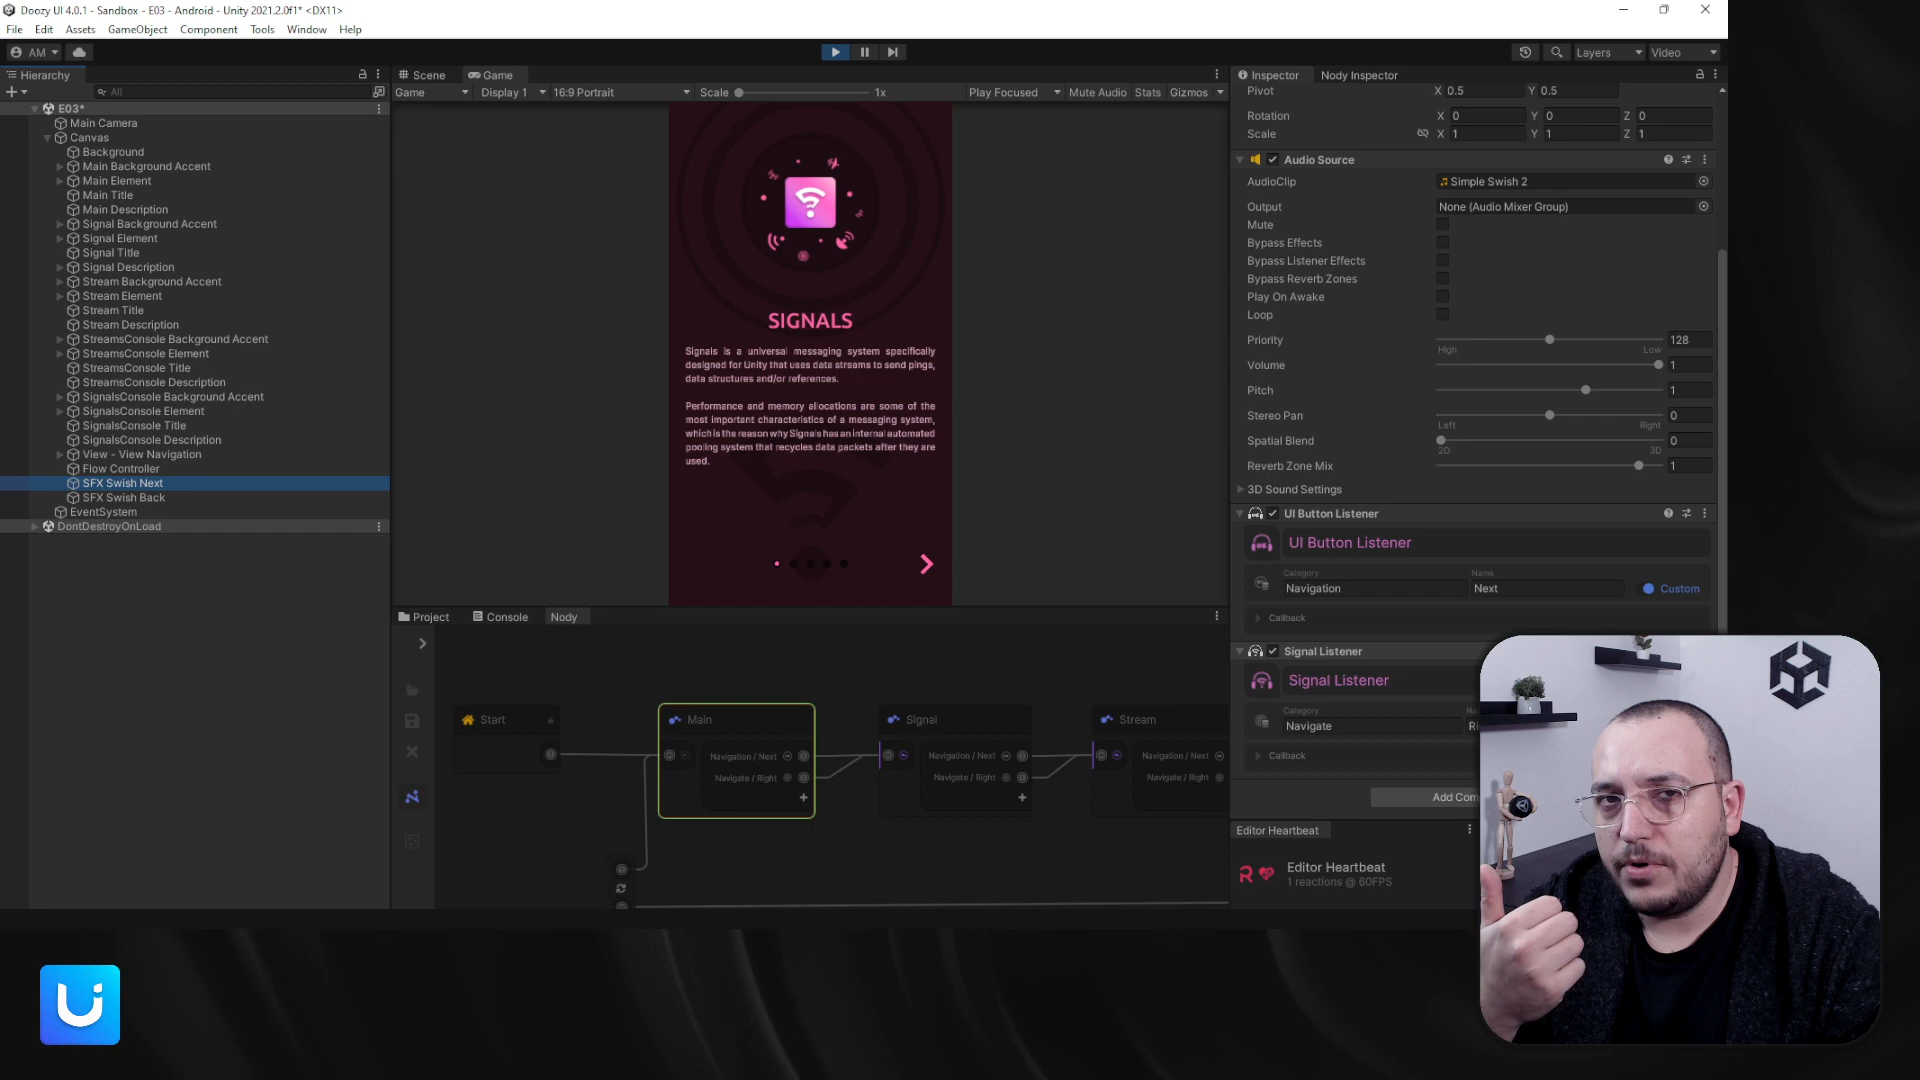 Doozy UI 4.0.1 - Sandbox - E03 - Android - Unity 2021.2.0f1* <DX11>
File Edit Assets GameObject Component Tools Window Help
AM
Layers Video
Hierarchy
All
E03*
Main Camera
Canvas
Background
Main Background Accent
Main Element
Main Title
Main Description
Signal Background Accent
Signal Element
Signal Title
Signal Description
Stream Background Accent
Stream Element
Stream Title
Stream Description
StreamsConsole Background Accent
StreamsConsole Element
StreamsConsole Title
StreamsConsole Description
SignalsConsole Background Accent
SignalsConsole Element
SignalsConsole Title
SignalsConsole Description
View - View Navigation
Flow Controller
SFX Swish Next
SFX Swish Back
EventSystem
DontDestroyOnLoad
Scene Game
Game Display 1 16:9 Portrait Scale 1x Play Focused Mute Audio Stats Gizmos
SIGNALS
Signals is a universal messaging system specifically
designed for Unity that uses data streams to send pings,
data structures and/or references.
Performance and memory allocations are some of the
most important characteristics of a messaging system,
which is the reason why Signals has an internal automated
pooling system that recycles data packets after they are
used.
Project Console Nody
Start
Main
Navigation / Next
Navigate / Right
Signal
Navigation / Next
Navigate / Right
Stream
Navigation / Next
Navigate / Right
Inspector Nody Inspector
Pivot X 0.5 Y 0.5
Rotation X 0 Y 0 Z 0
Scale X 1 Y 1 Z 1
Audio Source
AudioClip Simple Swish 2
Output None (Audio Mixer Group)
Mute
Bypass Effects
Bypass Listener Effects
Bypass Reverb Zones
Play On Awake
Loop
Priority 128
High Low
Volume 1
Pitch 1
Stereo Pan 0
Left Right
Spatial Blend 0
2D 3D
Reverb Zone Mix 1
3D Sound Settings
UI Button Listener
UI Button Listener
Category Name
Navigation Next Custom
Callback
Signal Listener
Signal Listener
Category Na
Navigate Ri
Callback
Add Com
Editor Heartbeat
Editor Heartbeat
1 reactions @ 60FPS